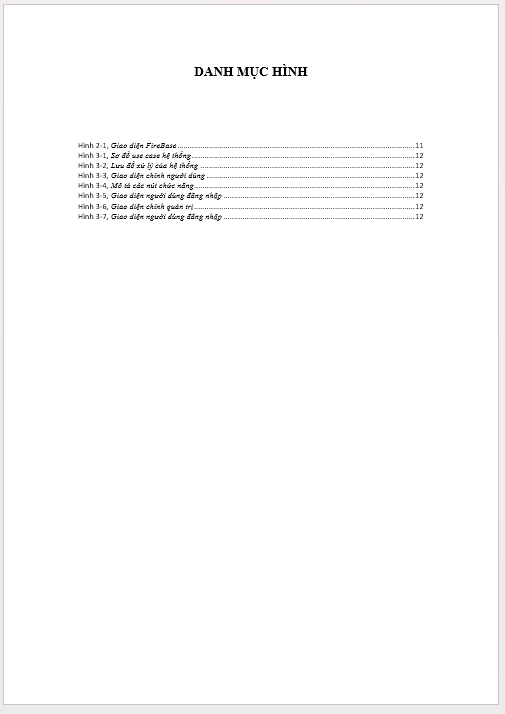 DANH MỤC HÌNH
Hình 2-1, Giao diện FireBase...11
Hình 3-1, Sơ đồ use case hệ thống...12
Hình 3-2, Lưu đồ xử lý của hệ thống...12
Hình 3-3, Giao diện chính người dùng...12
Hình 3-4, Mô tả các nút chức năng...12
Hình 3-5, Giao diện người dùng đăng nhập...12
Hình 3-6, Giao diện chính quản trị...12
Hình 3-7, Giao diện người dùng đăng nhập...12